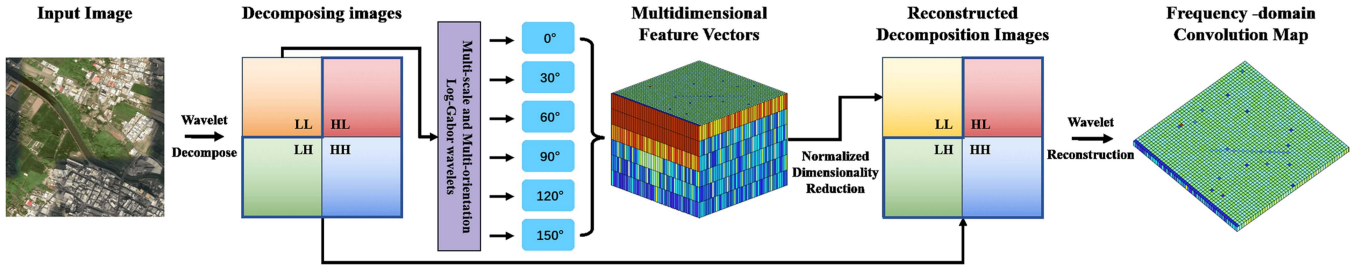 Input Image
Decomposing images
Multidimensional
Feature Vectors
Reconstructed
Decomposition Images
Frequency -domain
Convolution Map
Wavelet
Decompose
LL
HL
LH
HH
Multi-scale and Multi-orientation
Log-Gabor wavelets
0°
30°
60°
90°
120°
150°
Normalized
Dimensionality
Reduction
LL
HL
LH
HH
Wavelet
Reconstruction